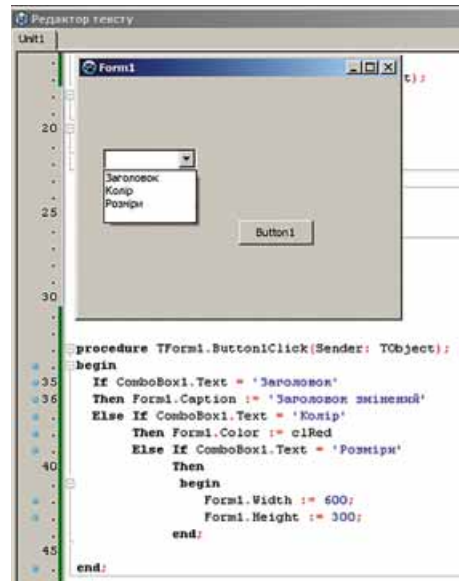 Редактор тексту
Unit1
Form1
t);
20
Заголовок
Колір
Розміри
25
Button1
30
procedure TForm1.Button1Click(Sender: TObject);
begin
35 If ComboBox1.Text = 'Заголовок'
36 Then Form1.Caption := 'Заголовок змінений'
Else If ComboBox1.Text = 'Колір'
Then Form1.Color := clRed
Else If ComboBox1.Text = 'Розміри'
40 Then
begin
Form1.Width := 600;
Form1.Height := 300;
end;
45
end;